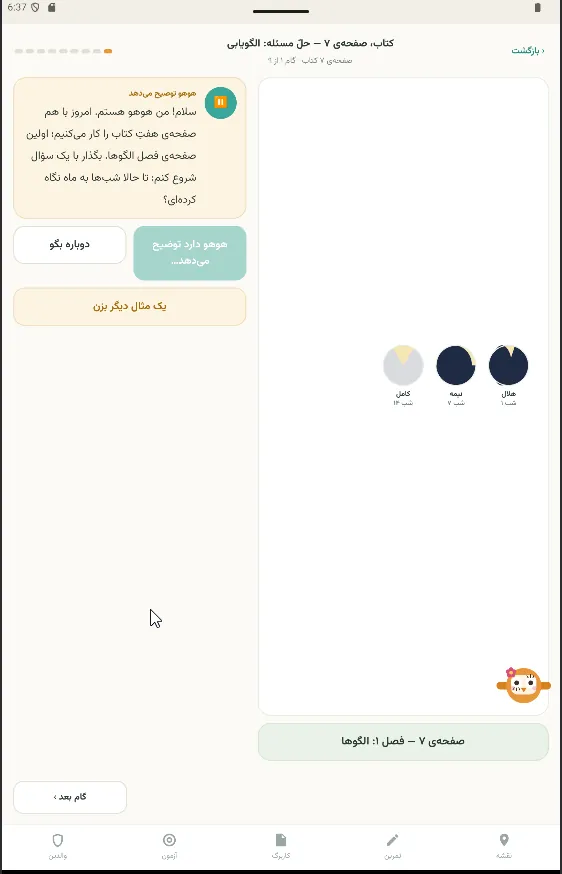 6:37
کتاب، صفحه‌ی ۷ – حلّ مسئله: الگویابی
صفحه‌ی ۷ کتاب · گام ۱ از ۹
‹ بازگشت
هوهو توضیح می‌دهد
سلام! من هوهو هستم. امروز با هم
صفحه‌ی هفتِ کتاب را کار می‌کنیم: اولین
صفحه‌ی فصل الگوها. بگذار با یک سؤال
شروع کنم: تا حالا شب‌ها به ماه نگاه
کرده‌ای؟
هوهو دارد توضیح
می‌دهد…
دوباره بگو
یک مثال دیگر بزن
هلال
شب ۱
نیمه
شب ۷
کامل
شب ۱۴
صفحه‌ی ۷ – فصل ۱: الگوها
گام بعد ›
نقشه
تمرین
کاربرگ
آزمون
والدین